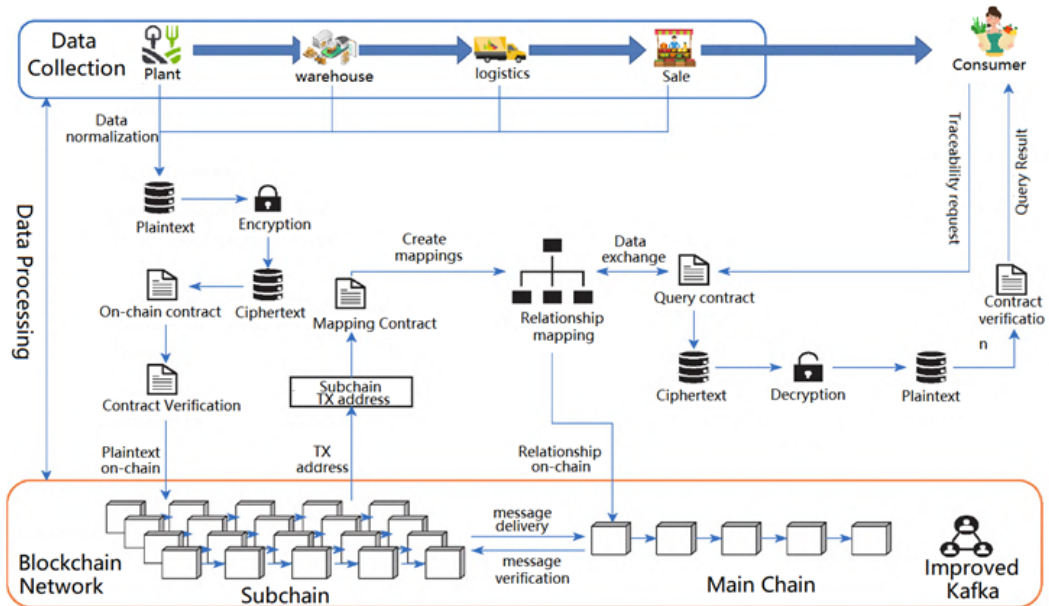 Data
Collection
Plant
warehouse
logistics
Sale
Consumer
Data
normalization
Traceability request
Query Result
Data Processing
Plaintext
Encryption
Create
mappings
Data
exchange
On-chain contract
Ciphertext
Mapping Contract
Relationship
mapping
Query contract
Contract
verificatio
n
Contract Verification
Subchain
TX address
Ciphertext
Decryption
Plaintext
Plaintext
on-chain
TX
address
Relationship
on-chain
message
delivery
message
verification
Blockchain
Network
Subchain
Main Chain
Improved
Kafka